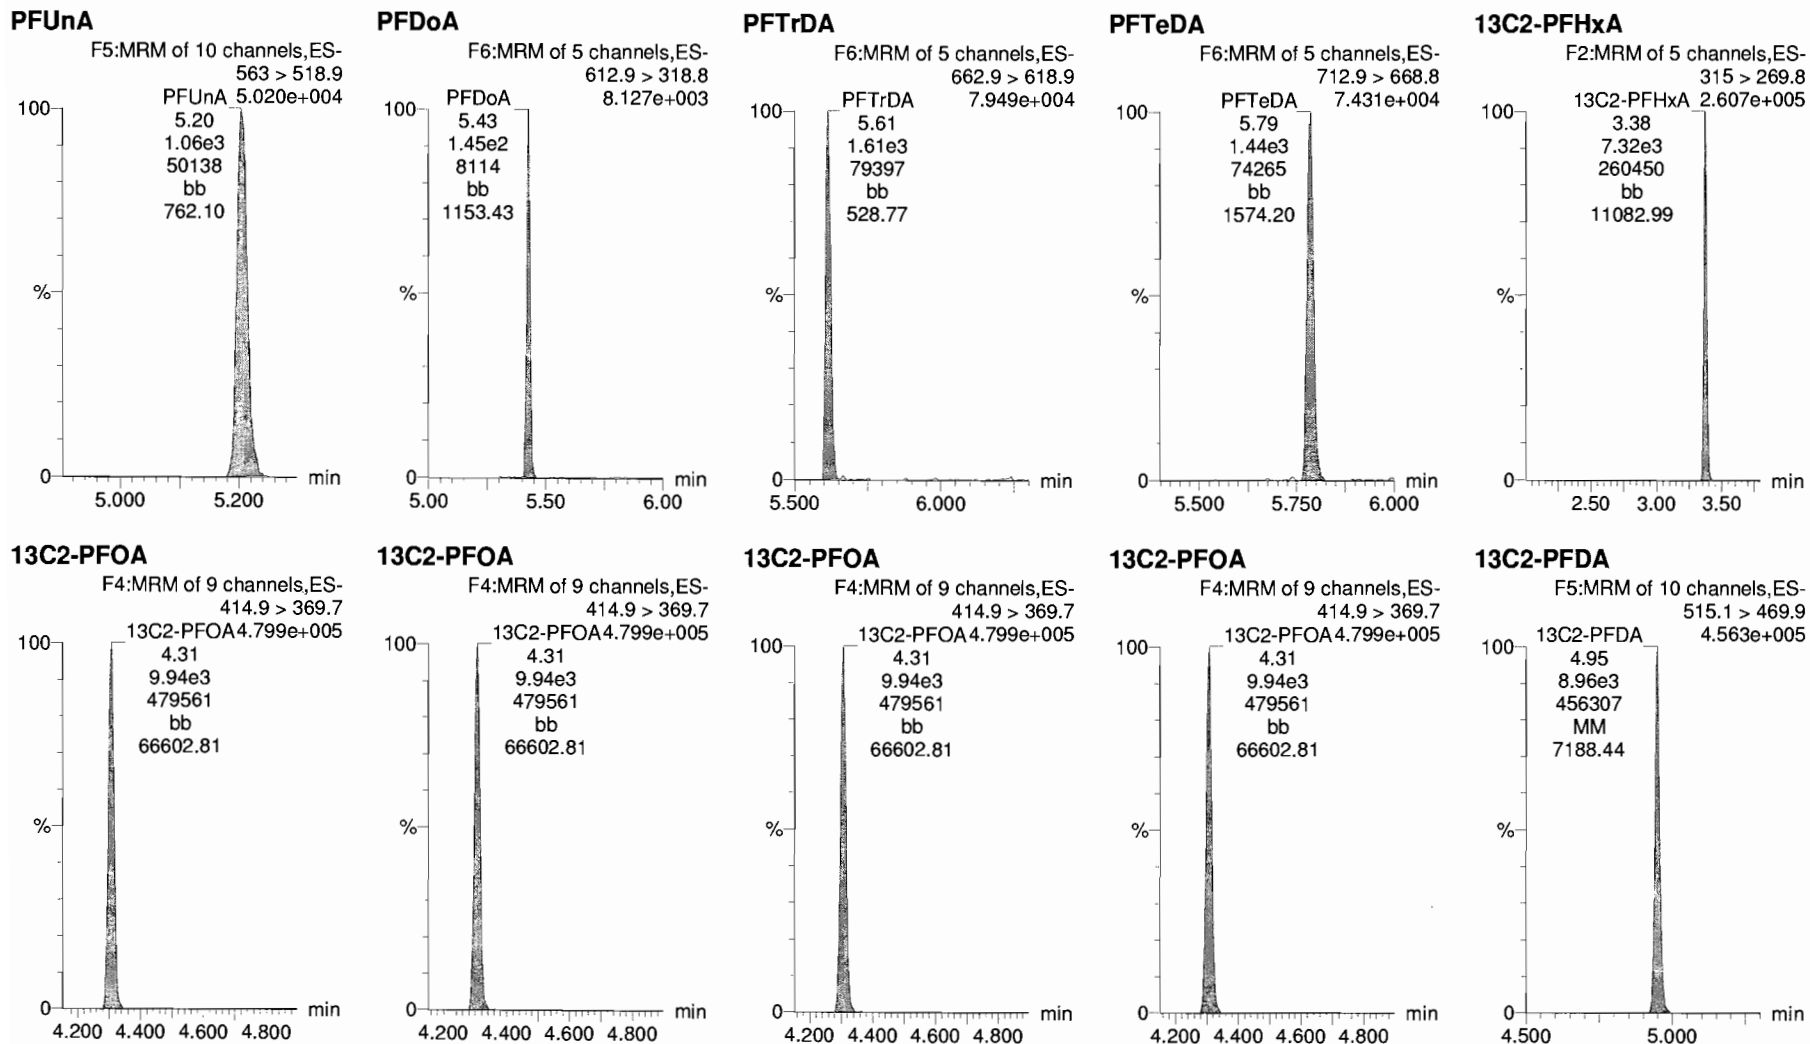 PFUnA
F5:MRM of 10 channels,ES-
563 > 518.9
PFUnA 5.020e+004
100
5.20
1.06e3
50138
bb
762.10
%
0
min
5.000 5.200
PFDoA
F6:MRM of 5 channels,ES-
612.9 > 318.8
PFDoA 8.127e+003
100
5.43
1.45e2
8114
bb
1153.43
%
0
min
5.00 5.50 6.00
PFTrDA
F6:MRM of 5 channels,ES-
662.9 > 618.9
PFTrDA 7.949e+004
100
5.61
1.61e3
79397
bb
528.77
%
0
min
5.500 6.000
PFTeDA
F6:MRM of 5 channels,ES-
712.9 > 668.8
PFTeDA 7.431e+004
100
5.79
1.44e3
74265
bb
1574.20
%
0
min
5.500 5.750 6.000
13C2-PFHxA
F2:MRM of 5 channels,ES-
315 > 269.8
13C2-PFHxA 2.607e+005
100
3.38
7.32e3
260450
bb
11082.99
%
0
min
2.50 3.00 3.50
13C2-PFOA
F4:MRM of 9 channels,ES-
414.9 > 369.7
13C2-PFOA 4.799e+005
100
4.31
9.94e3
479561
bb
66602.81
%
0
min
4.200 4.400 4.600 4.800
13C2-PFOA
F4:MRM of 9 channels,ES-
414.9 > 369.7
13C2-PFOA 4.799e+005
100
4.31
9.94e3
479561
bb
66602.81
%
0
min
4.200 4.400 4.600 4.800
13C2-PFOA
F4:MRM of 9 channels,ES-
414.9 > 369.7
13C2-PFOA 4.799e+005
100
4.31
9.94e3
479561
bb
66602.81
%
0
min
4.200 4.400 4.600 4.800
13C2-PFOA
F4:MRM of 9 channels,ES-
414.9 > 369.7
13C2-PFOA 4.799e+005
100
4.31
9.94e3
479561
bb
66602.81
%
0
min
4.200 4.400 4.600 4.800
13C2-PFDA
F5:MRM of 10 channels,ES-
515.1 > 469.9
13C2-PFDA 4.563e+005
100
4.95
8.96e3
456307
MM
7188.44
%
0
min
4.500 5.000